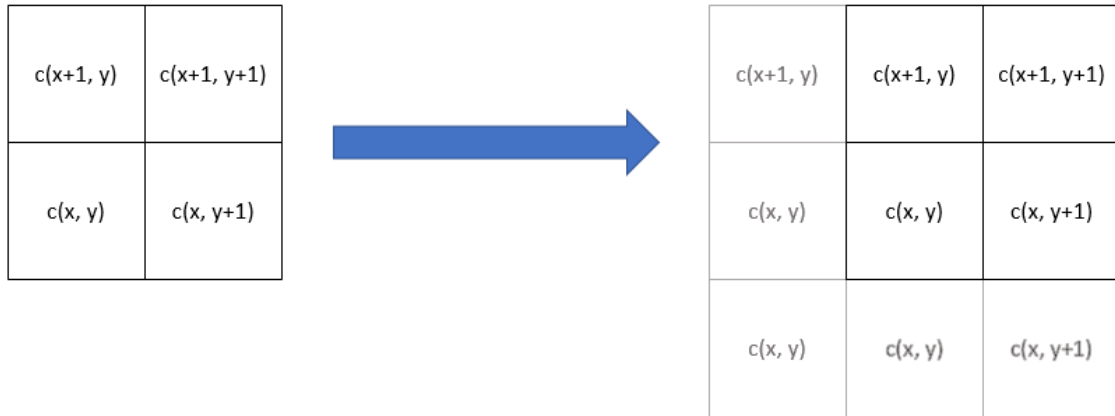 c(x+1, y) c(x+1, y+1)
c(x, y) c(x, y+1)
c(x+1, y) c(x+1, y) c(x+1, y+1)
c(x, y) c(x, y) c(x, y+1)
c(x, y) c(x, y) c(x, y+1)